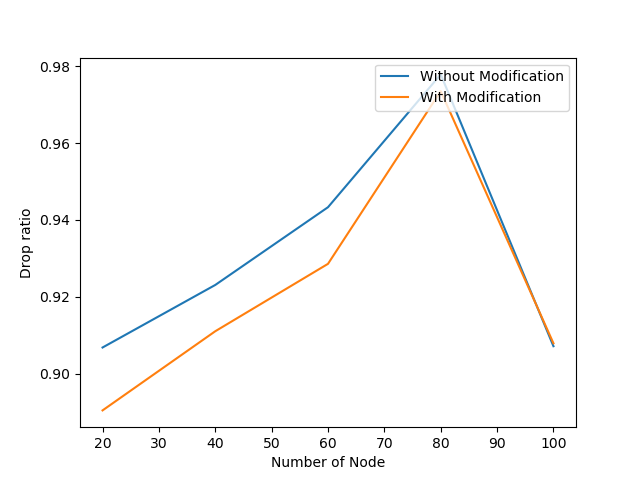 0.98
0.96
0.94
0.92
0.90
Drop ratio
Without Modification
With Modification
20 30 40 50 60 70 80 90 100
Number of Node